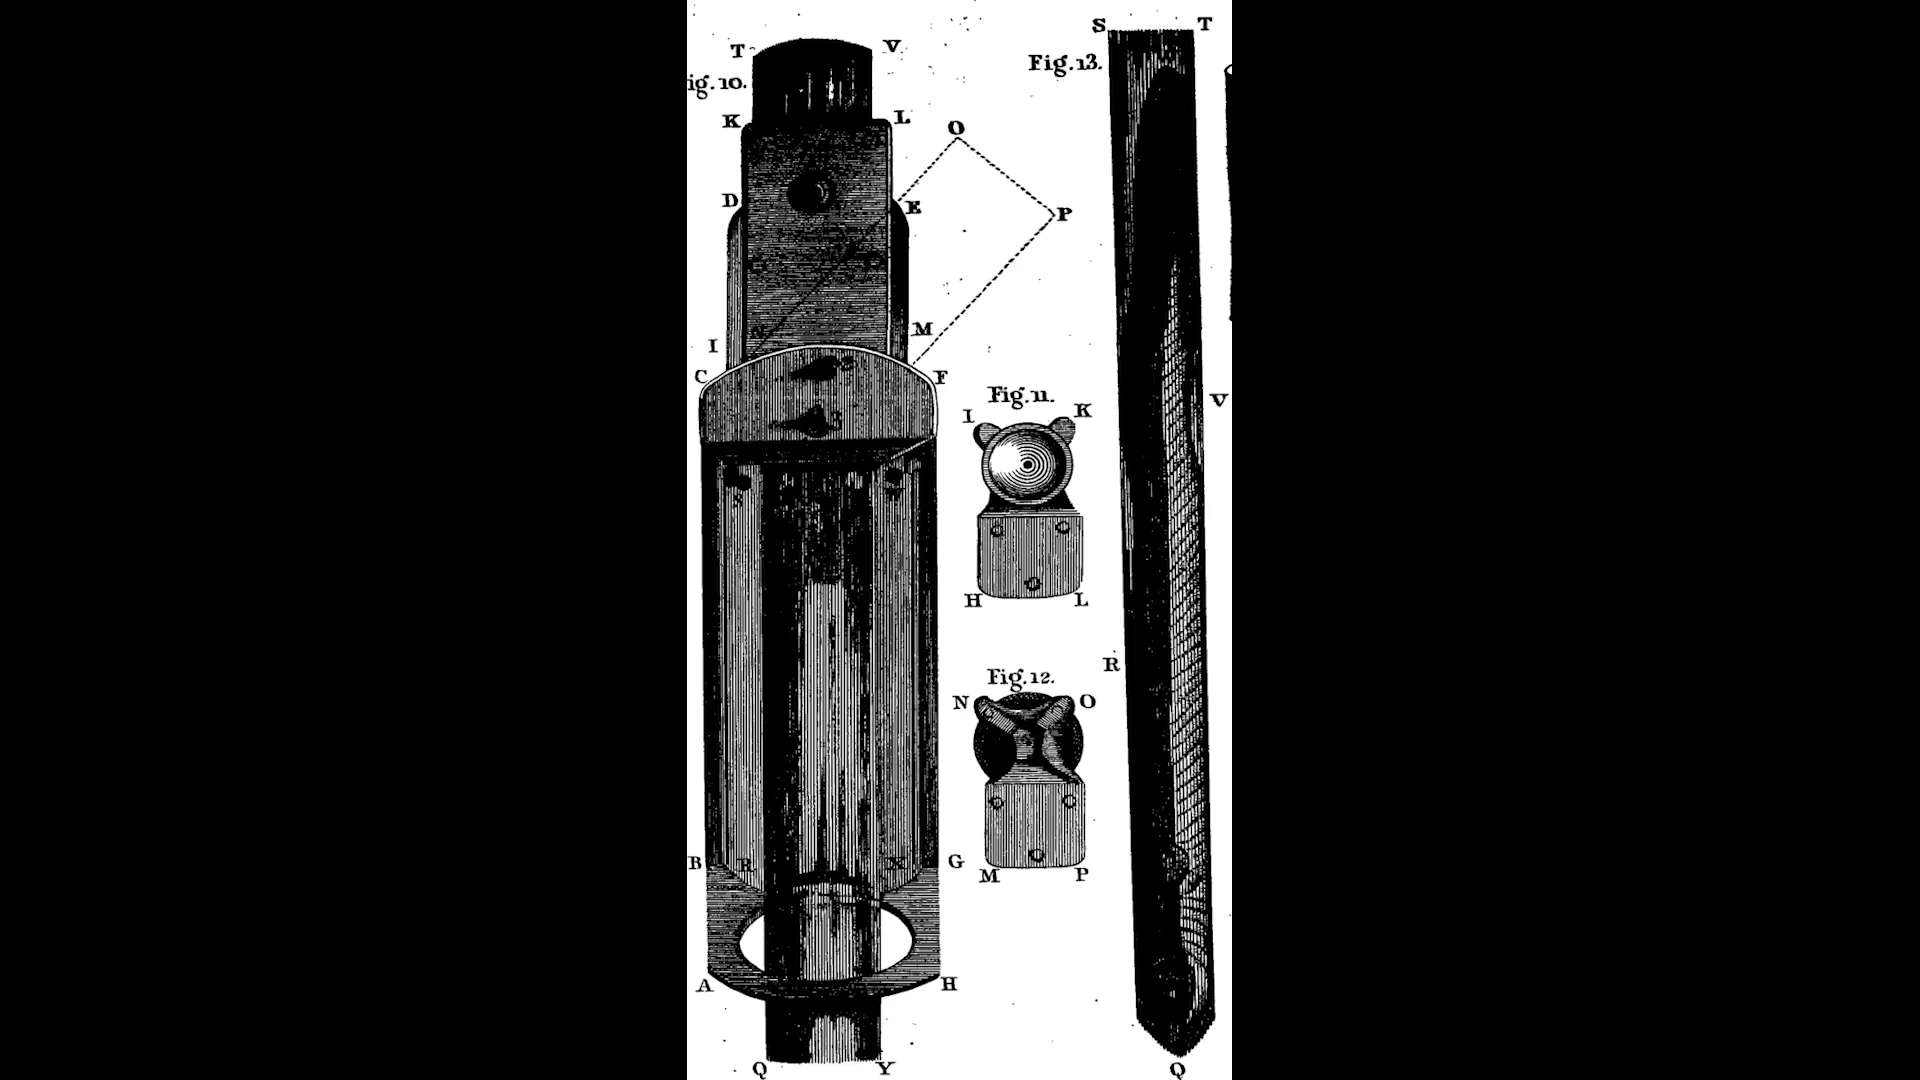 S T
T V
Fig.13.
ig.10.
K L
O
D E
P
M
I
C F
Fig.11.
V
I K
H L
R
Fig.12.
N O
B R X G
M P
A H
Q Y
Q